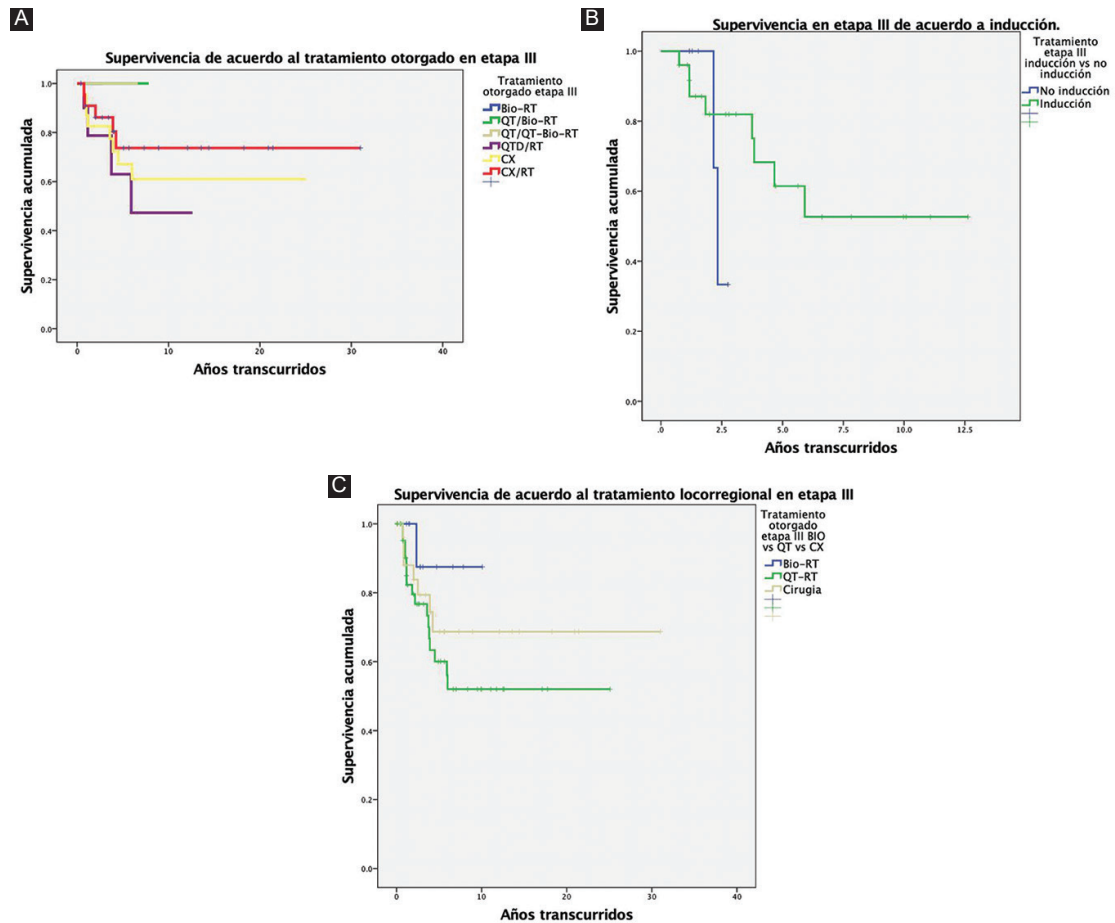 A
Supervivencia de acuerdo al tratamiento otorgado en etapa III
Supervivencia acumulada
1.0
0.8
0.6
0.4
0.2
0.0
0
10
20
30
40
Años transcurridos
Tratamiento
otorgado etapa III
Bio-RT
QT/Bio-RT
QT/QT-Bio-RT
QTD/RT
CX
CX/RT
B
Supervivencia en etapa III de acuerdo a inducción.
Supervivencia acumulada
1.0
0.8
0.6
0.4
0.2
0.0
.0
2.5
5.0
7.5
10.0
12.5
Años transcurridos
Tratamiento
etapa III
inducción vs no
inducción
No inducción
Inducción
C
Supervivencia de acuerdo al tratamiento locorregional en etapa III
Supervivencia acumulada
1.0
0.8
0.6
0.4
0.2
0.0
0
10
20
30
40
Años transcurridos
Tratamiento
otorgado
etapa III BIO
vs QT vs CX
Bio-RT
QT-RT
Cirugia